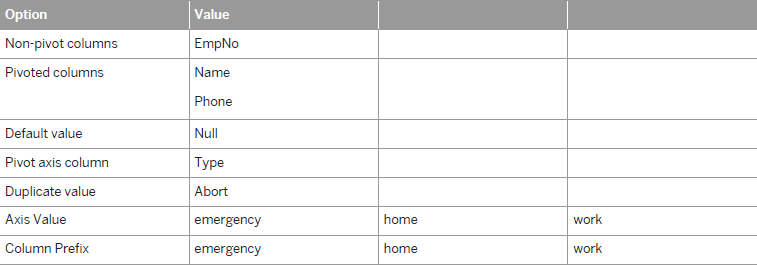 Option Value
Non-pivot columns EmpNo
Pivoted columns Name
Phone
Default value Null
Pivot axis column Type
Duplicate value Abort
Axis Value emergency home work
Column Prefix emergency home work